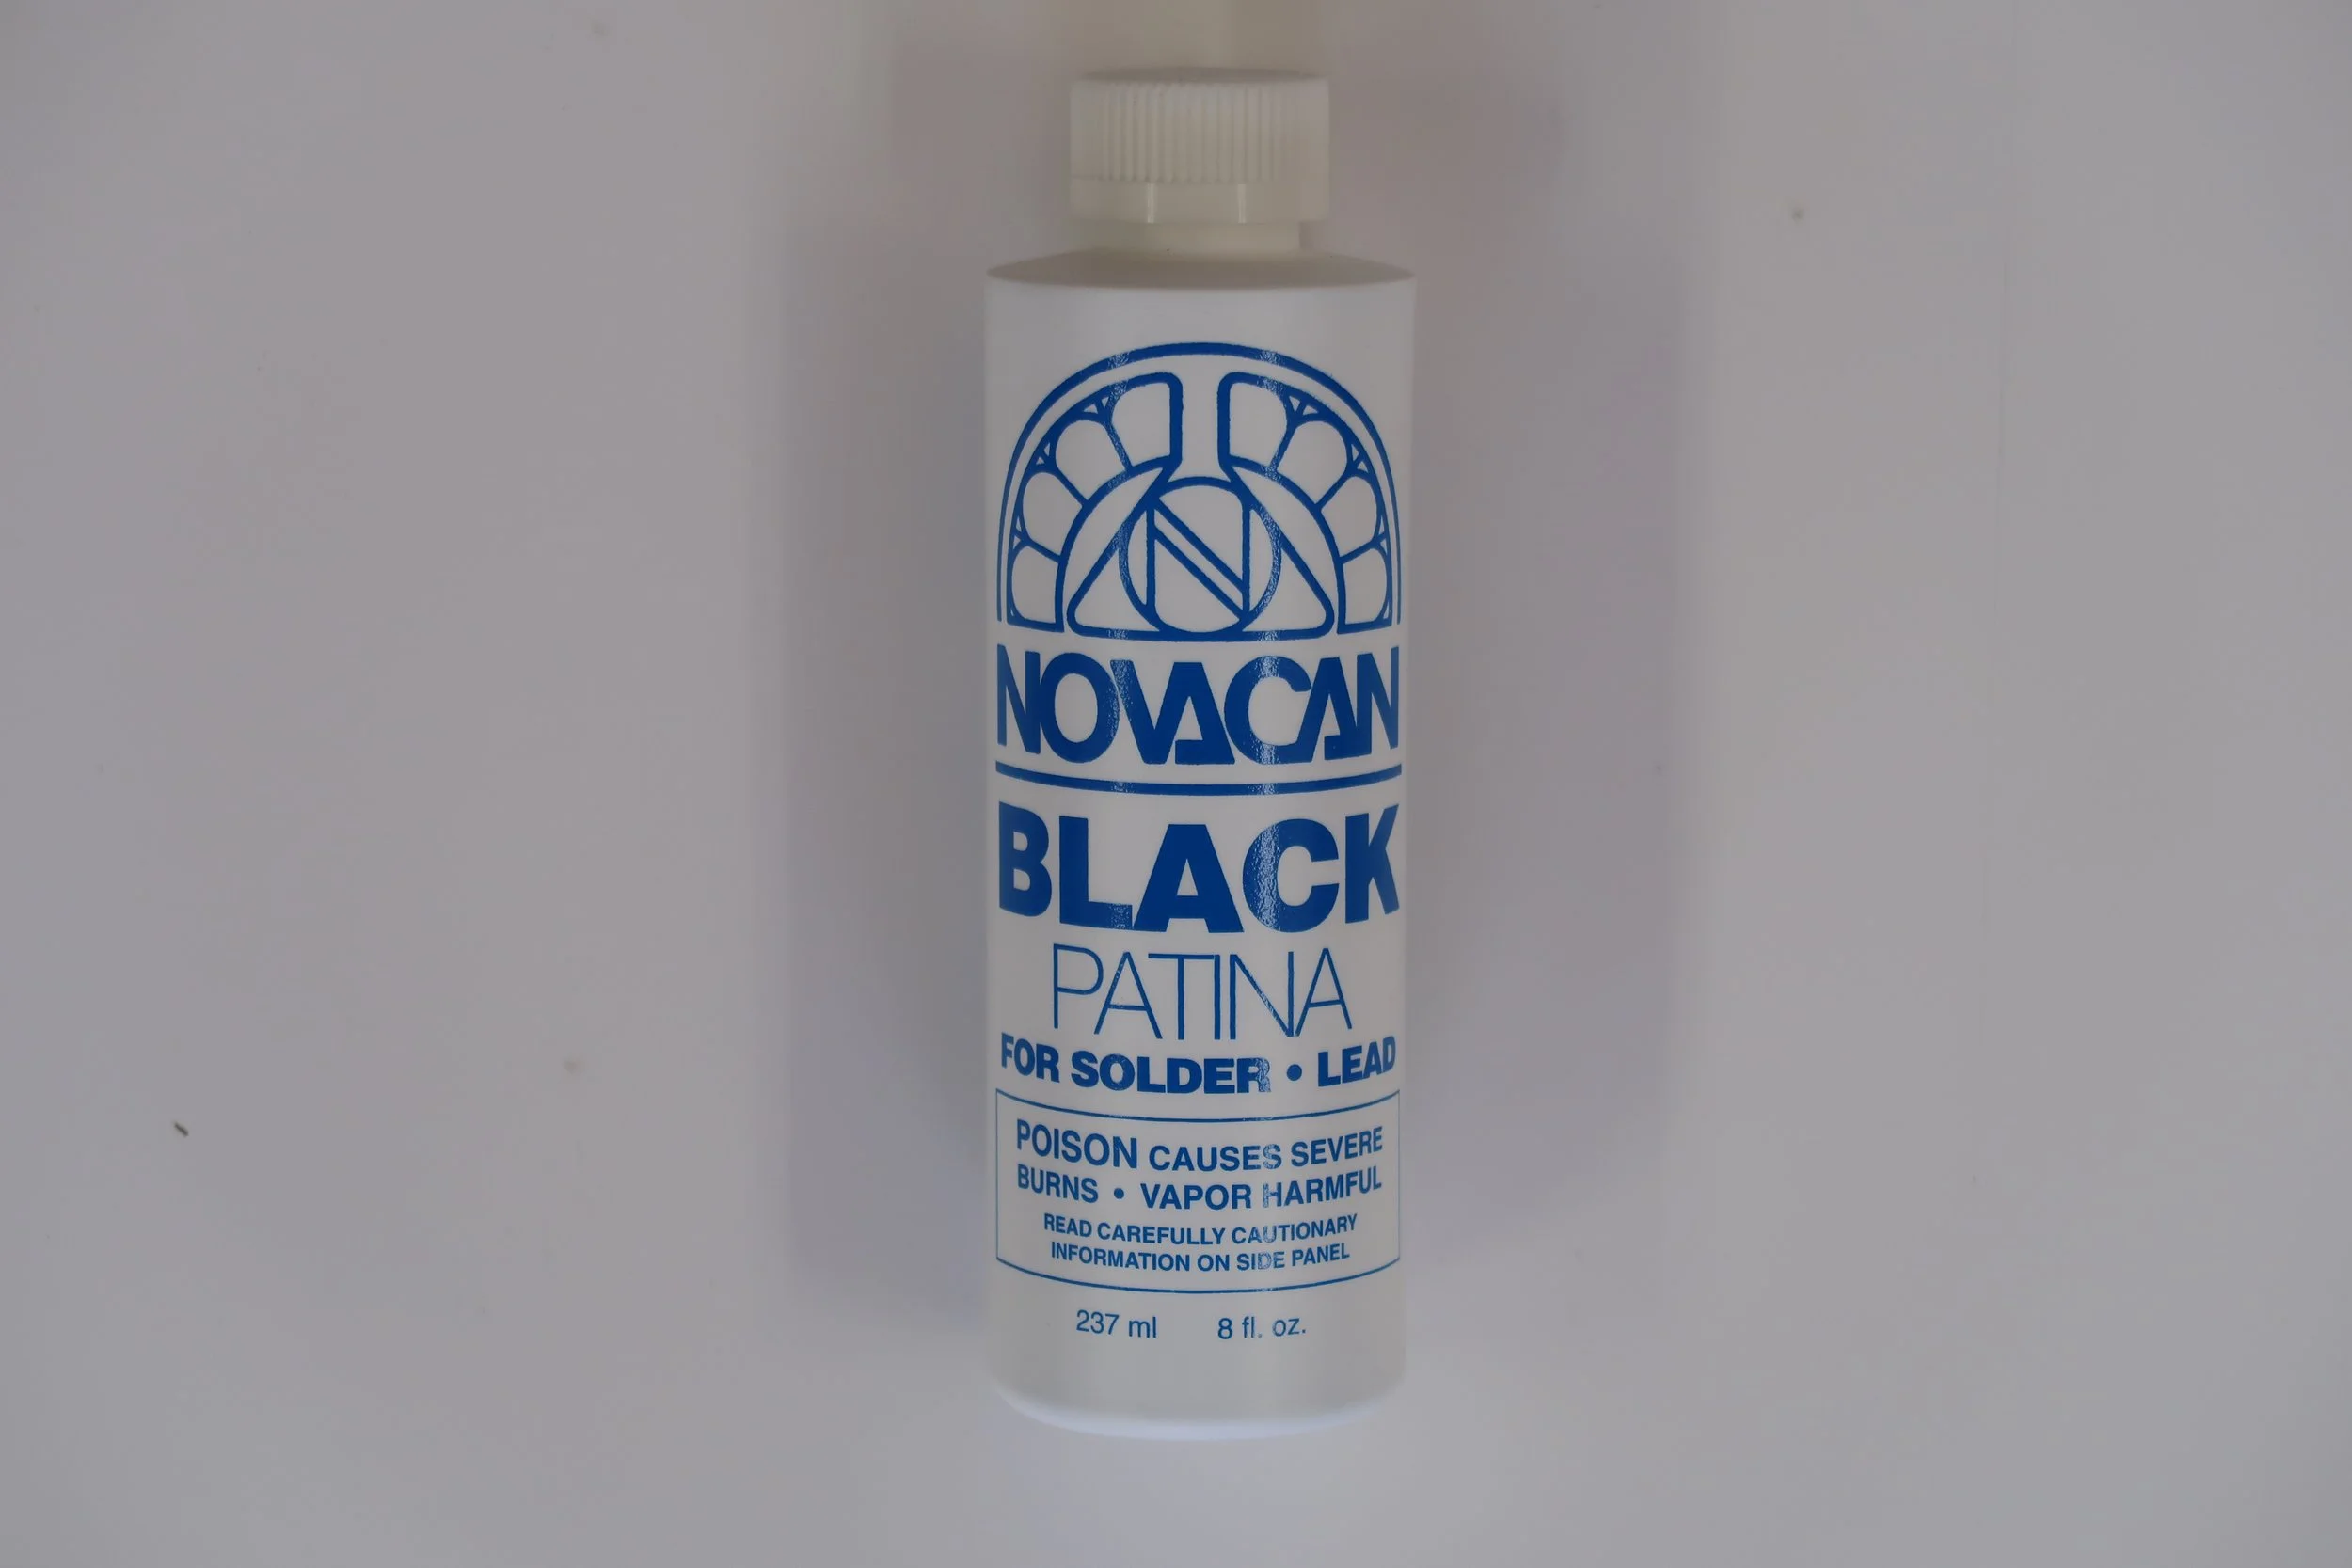 N
NOVACAN
BLACK
PATINA
FOR SOLDER • LEAD
POISON CAUSES SEVERE
BURNS • VAPOR HARMFUL
READ CAREFULLY CAUTIONARY
INFORMATION ON SIDE PANEL
237 ml 8 fl. oz.